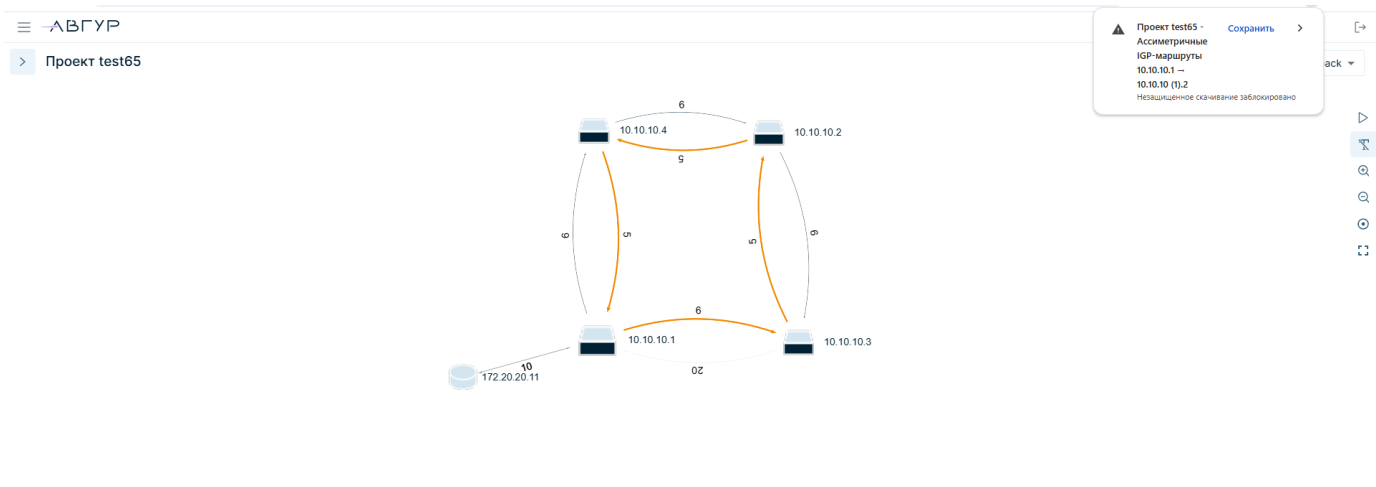 АВГУР
Проект test65
Проект test65 -
Ассиметричные
IGP-маршруты
10.10.10.1 —
10.10.10 (1).2
Незащищенное скачивание заблокировано
Сохранить
ack
6
10.10.10.4
10.10.10.2
5
6
5
5
6
6
10.10.10.1
10.10.10.3
20
10
172.20.20.11